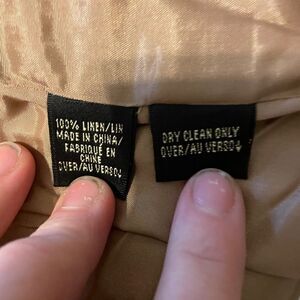 100% LINEN/LIN
MADE IN CHINA/
FABRIQUÉ EN
CHINE
OVER/AU VERSO↓
DRY CLEAN ONLY
OVER/AU VERSO↓